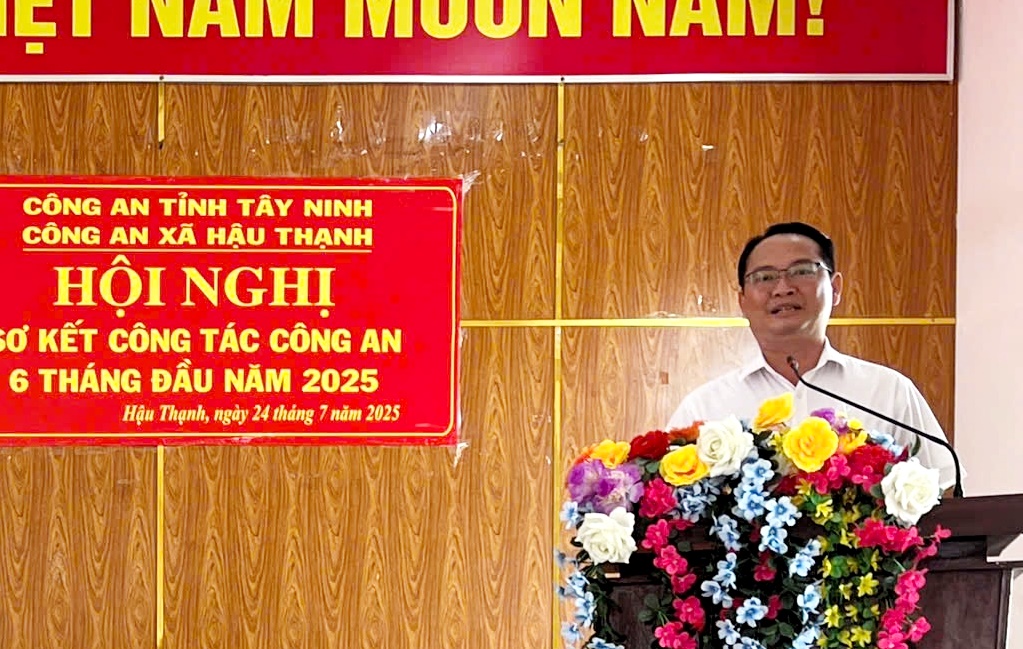 NAM MUÔN NĂM!
CÔNG AN TỈNH TÂY NINH
CÔNG AN XÃ HẬU THẠNH
HỘI NGHỊ
SƠ KẾT CÔNG TÁC CÔNG AN
6 THÁNG ĐẦU NĂM 2025
Hậu Thạnh, ngày 24 tháng 7 năm 2025